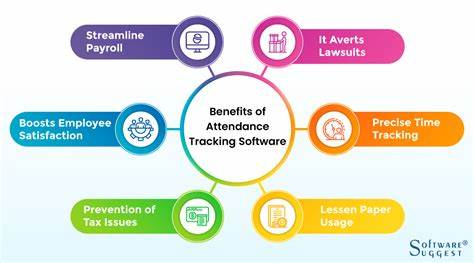 Streamline
Payroll
It Averts
Lawsuits
Boosts Employee
Satisfaction
Benefits of
Attendance
Tracking Software
Precise Time
Tracking
Prevention of
Tax Issues
Lessen Paper
Usage
Software®
Suggest